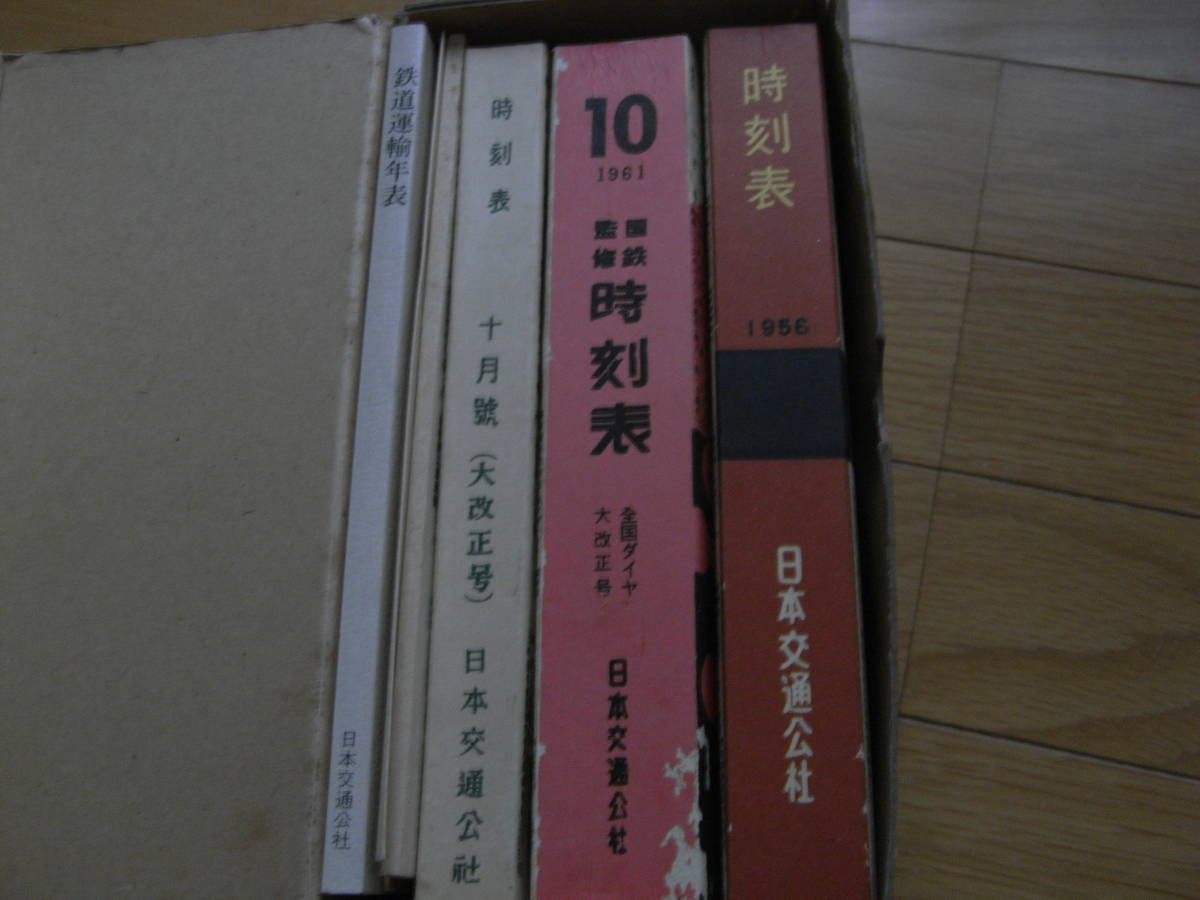 鉄道運輸年表
日本交通公社
時刻表
十月號(大改正号)
日本交通公社
10
1961
国鉄
監修
時刻表
全国ダイヤ
大改正号
日本交通公社
時刻表
1956
日本交通公社